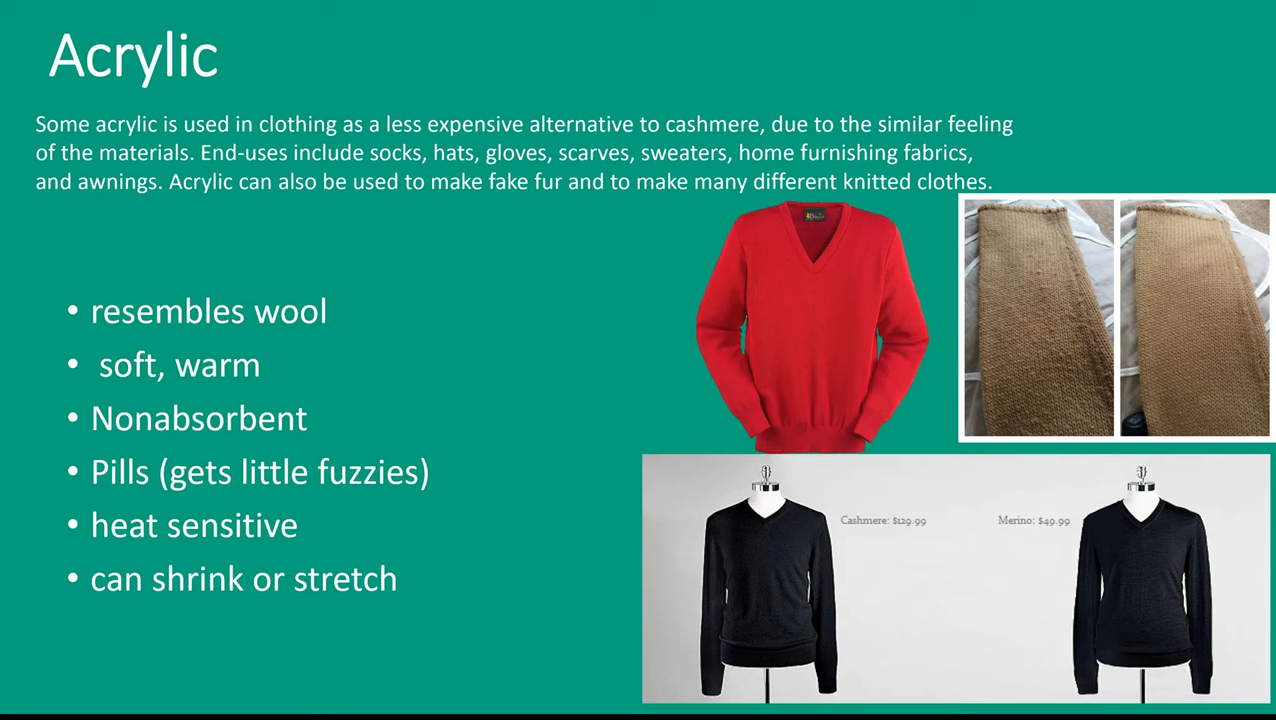 Acrylic
Some acrylic is used in clothing as a less expensive alternative to cashmere, due to the similar feeling
of the materials. End-uses include socks, hats, gloves, scarves, sweaters, home furnishing fabrics,
and awnings. Acrylic can also be used to make fake fur and to make many different knitted clothes.
• resembles wool
• soft, warm
• Nonabsorbent
• Pills (gets little fuzzies)
• heat sensitive
• can shrink or stretch
Cashmere: $129.99
Merino: $49.99